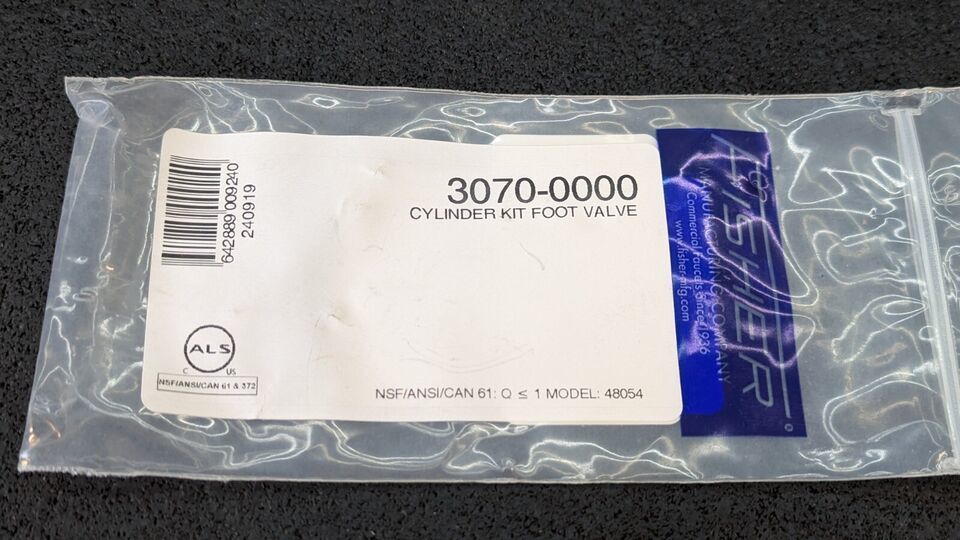 3070-0000
CYLINDER KIT FOOT VALVE
642889 009240
240919
ALS
C US
NSF/ANSI/CAN 61 & 372
NSF/ANSI/CAN 61: Q ≤ 1 MODEL: 48054
FISHER
®
MANUFACTURING COMPANY
Commercial Faucets Since 1936
www.fisher-mfg.com